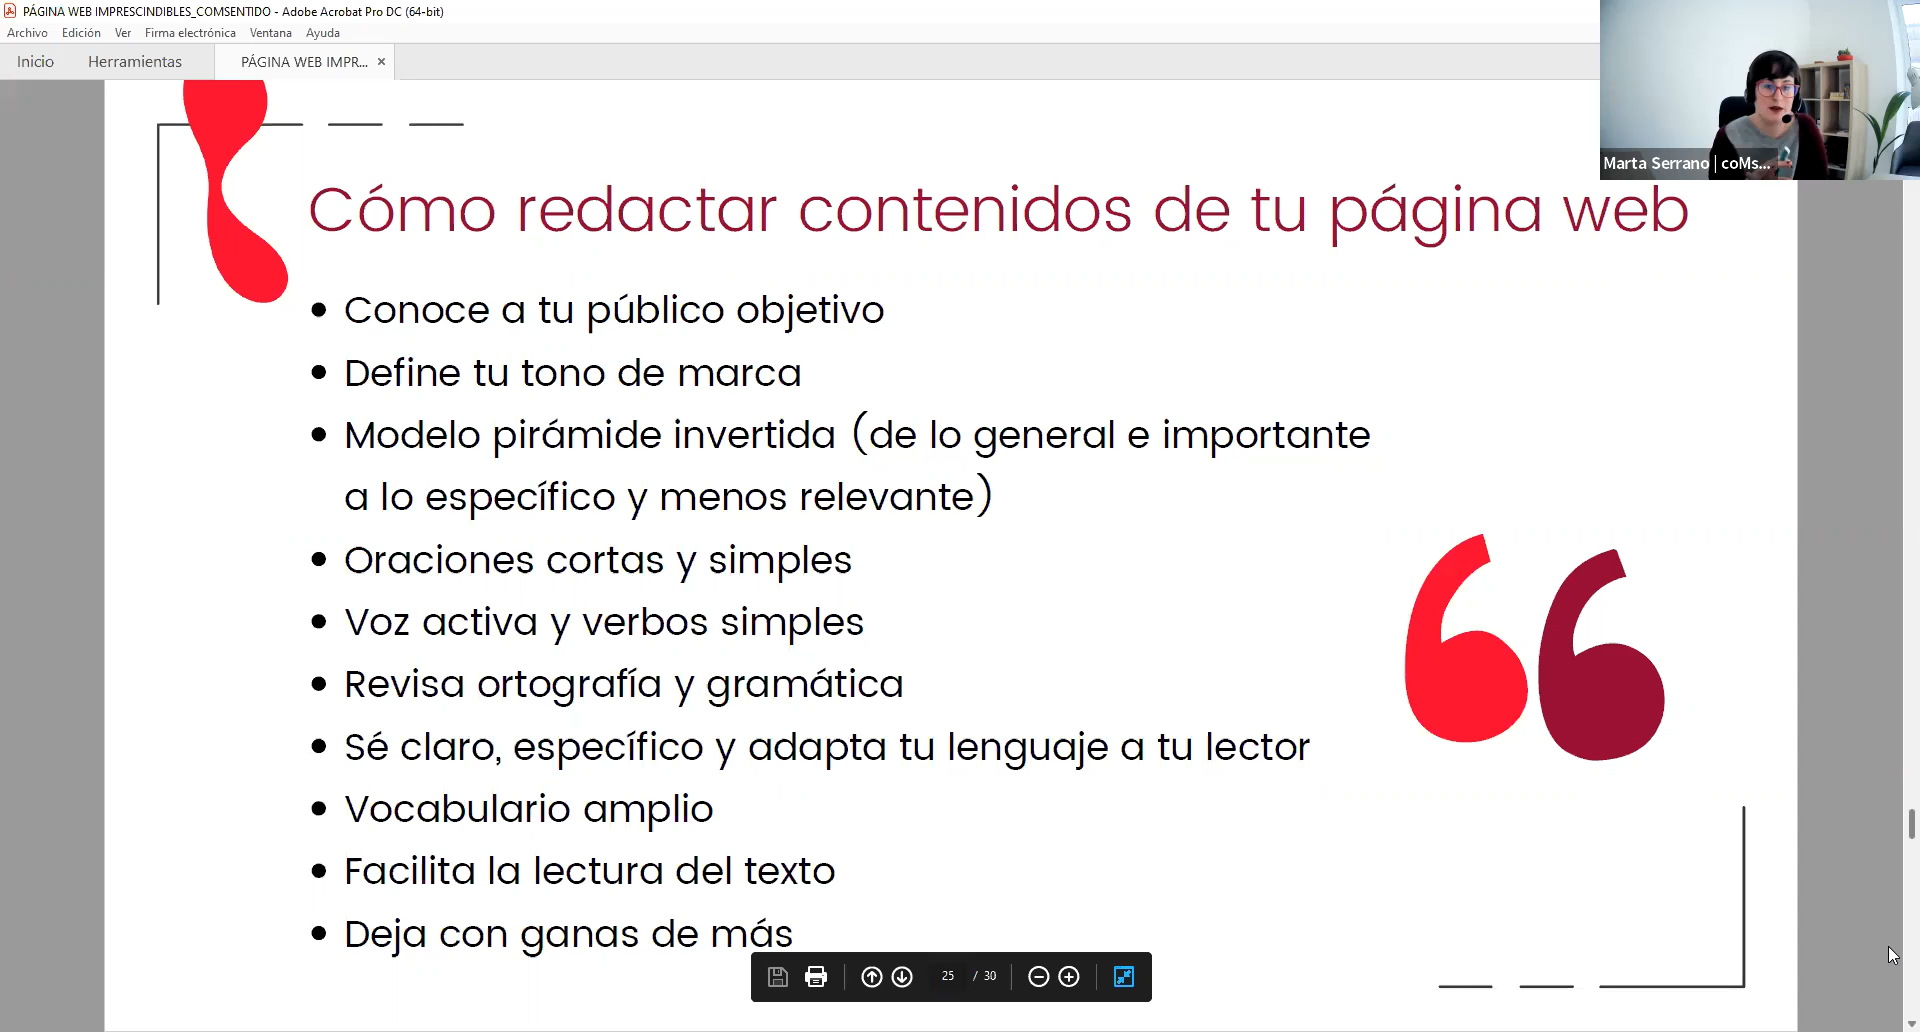 PÁGINA WEB IMPRESCINDIBLES_COMSENTIDO - Adobe Acrobat Pro DC (64-bit)
Archivo Edición Ver Firma electrónica Ventana Ayuda
Inicio Herramientas PÁGINA WEB IMPR... ×
Marta Serrano | coMs...
Cómo redactar contenidos de tu página web
• Conoce a tu público objetivo
• Define tu tono de marca
• Modelo pirámide invertida (de lo general e importante
a lo específico y menos relevante)
• Oraciones cortas y simples
• Voz activa y verbos simples
• Revisa ortografía y gramática
• Sé claro, específico y adapta tu lenguaje a tu lector
• Vocabulario amplio
• Facilita la lectura del texto
• Deja con ganas de más
25 / 30